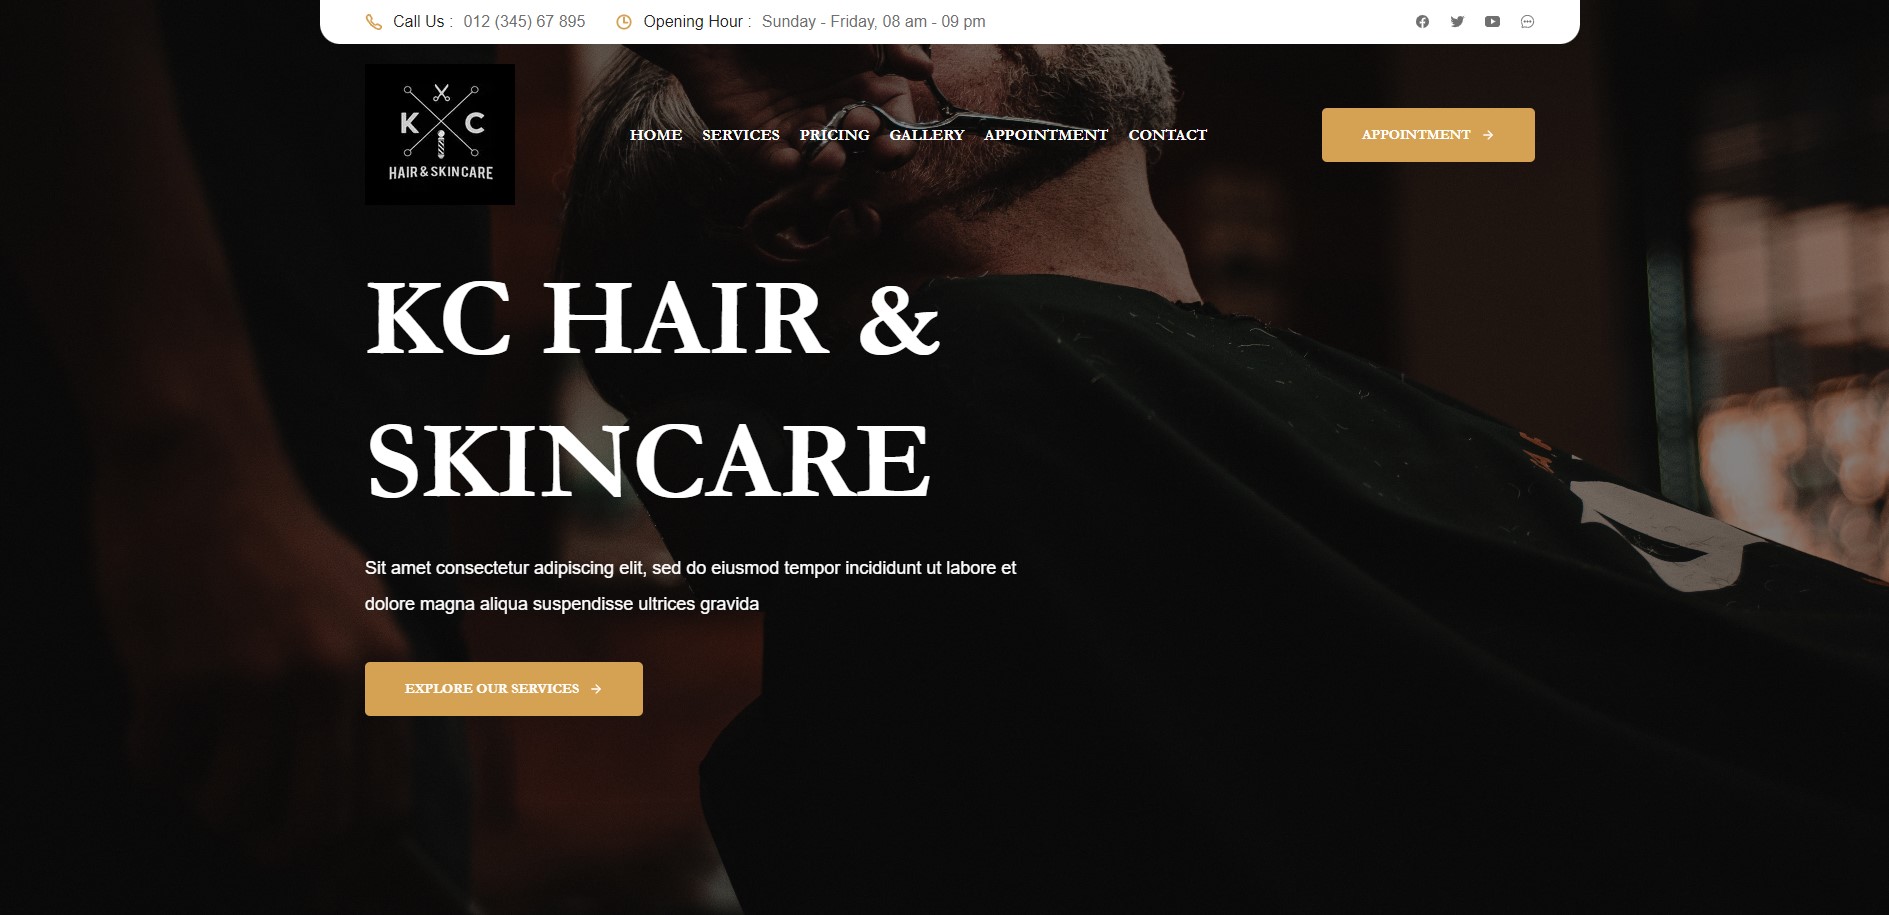 Call Us : 012 (345) 67 895 Opening Hour : Sunday - Friday, 08 am - 09 pm
K C
HAIR & SKINCARE
HOME SERVICES PRICING GALLERY APPOINTMENT CONTACT
APPOINTMENT →
KC HAIR &
SKINCARE
Sit amet consectetur adipiscing elit, sed do eiusmod tempor incididunt ut labore et
dolore magna aliqua suspendisse ultrices gravida
EXPLORE OUR SERVICES →